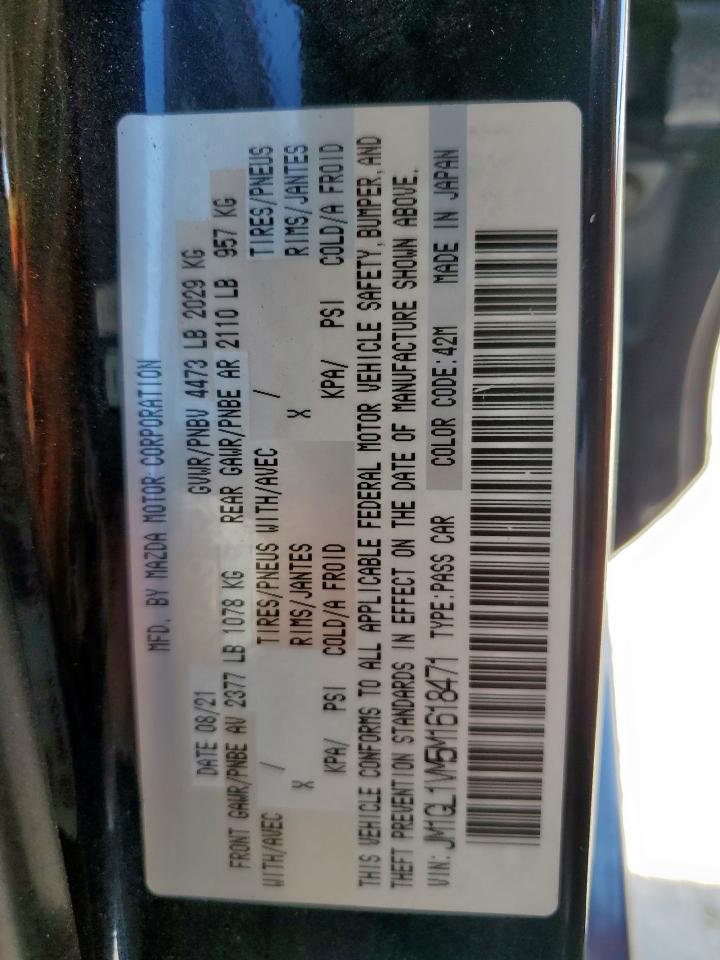 MFD. BY MAZDA MOTOR CORPORATION
DATE 08/21 GVWR/PNBV 4473 LB 2029 KG
FRONT GAWR/PNBE AV 2377 LB 1078 KG REAR GAWR/PNBE AR 2110 LB 957 KG
WITH/AVEC / TIRES/PNEUS WITH/AVEC / TIRES/PNEUS
X RIMS/JANTES X RIMS/JANTES
KPA/ PSI COLD/A FROID KPA/ PSI COLD/A FROID
THIS VEHICLE CONFORMS TO ALL APPLICABLE FEDERAL MOTOR VEHICLE SAFETY, BUMPER, AND
THEFT PREVENTION STANDARDS IN EFFECT ON THE DATE OF MANUFACTURE SHOWN ABOVE.
VIN: JM1GL1VM5M1618471 TYPE:PASS CAR COLOR CODE:42M MADE IN JAPAN